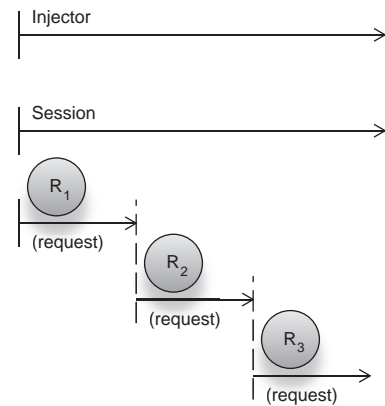 Injector
Session
R1
(request)
R2
(request)
R3
(request)